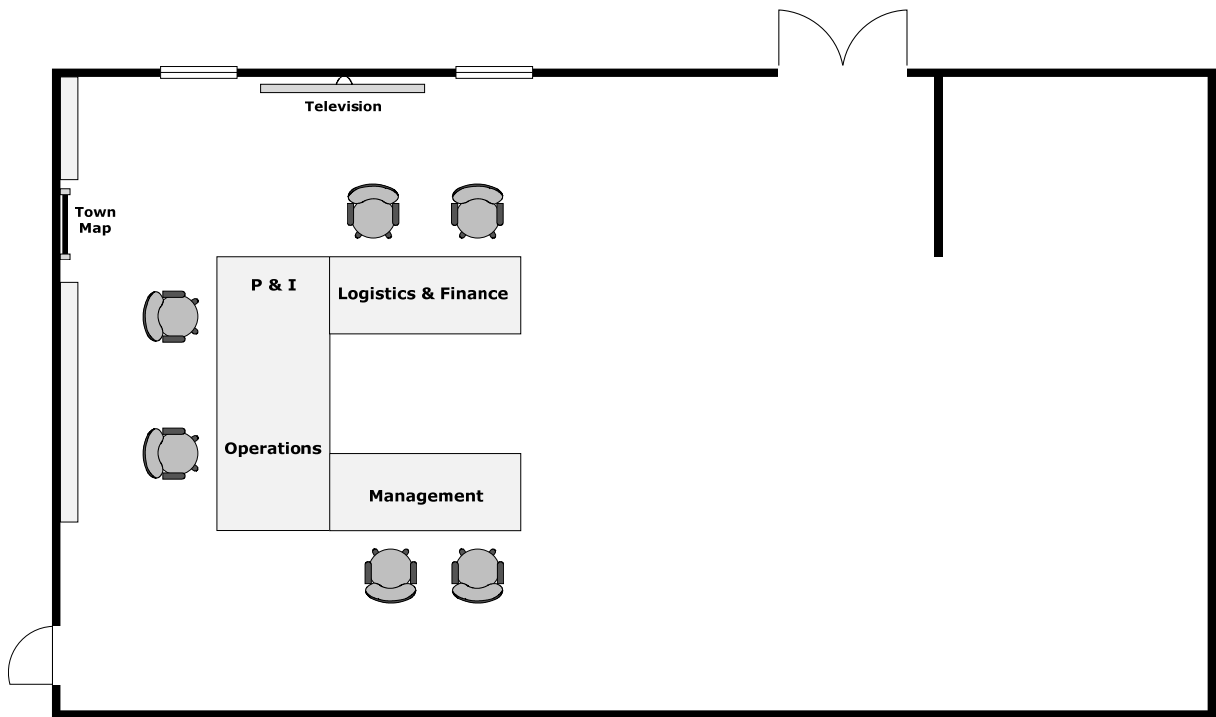 Television
Town
Map
P & I
Logistics & Finance
Operations
Management